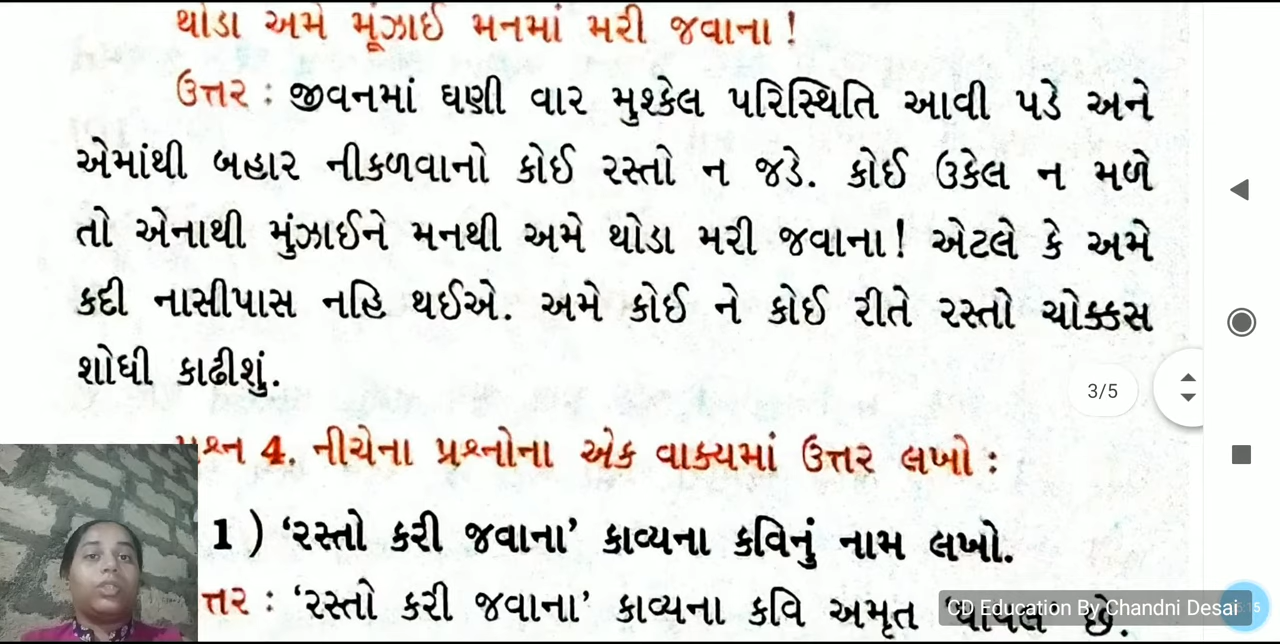 થોડા અમે મૂંઝાઈ મનમાં મરી જવાના !
ઉત્તર : જીવનમાં ઘણી વાર મુશ્કેલ પરિસ્થિતિ આવી પડે અને
એમાંથી બહાર નીકળવાનો કોઈ રસ્તો ન જડે. કોઈ ઉકેલ ન મળે
તો એનાથી મુંઝાઈને મનથી અમે થોડા મરી જવાના! એટલે કે અમે
કદી નાસીપાસ નહિ થઈએ. અમે કોઈ ને કોઈ રીતે રસ્તો ચોક્કસ
શોધી કાઢીશું.
3/5
પ્રશ્ન 4. નીચેના પ્રશ્નોના એક વાક્યમાં ઉત્તર લખો :
1 ) ‘રસ્તો કરી જવાના’ કાવ્યના કવિનું નામ લખો.
ત્તર : ‘રસ્તો કરી જવાના’ કાવ્યના કવિ અમૃત ‘ઘાયલ’ છે.
CD Education By Chandni Desai